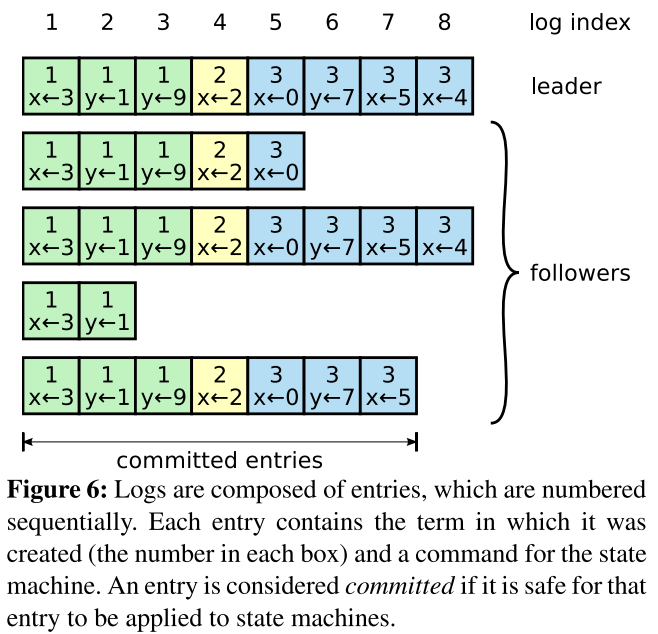 1 2 3 4 5 6 7 8 log index
1 1 1 2 3 3 3 3
x←3 y←1 y←9 x←2 x←0 y←7 x←5 x←4
leader
1 1 1 2 3
x←3 y←1 y←9 x←2 x←0
1 1 1 2 3 3 3 3
x←3 y←1 y←9 x←2 x←0 y←7 x←5 x←4
followers
1 1
x←3 y←1
1 1 1 2 3 3 3
x←3 y←1 y←9 x←2 x←0 y←7 x←5
committed entries
Figure 6: Logs are composed of entries, which are numbered
sequentially. Each entry contains the term in which it was
created (the number in each box) and a command for the state
machine. An entry is considered committed if it is safe for that
entry to be applied to state machines.